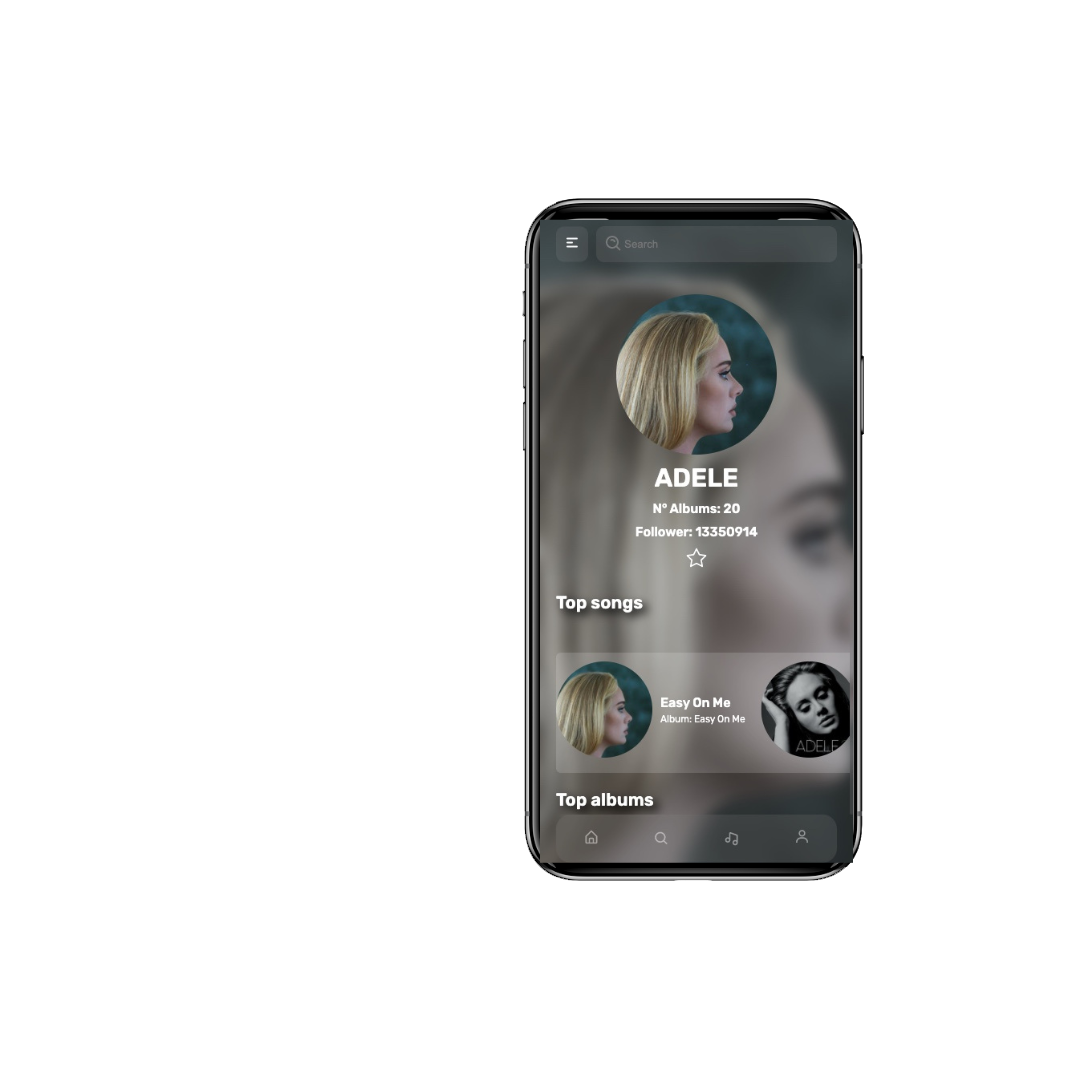 Search
ADELE
Nº Albums: 20
Follower: 13350914
Top songs
Easy On Me
Album: Easy On Me
ADELE
Top albums